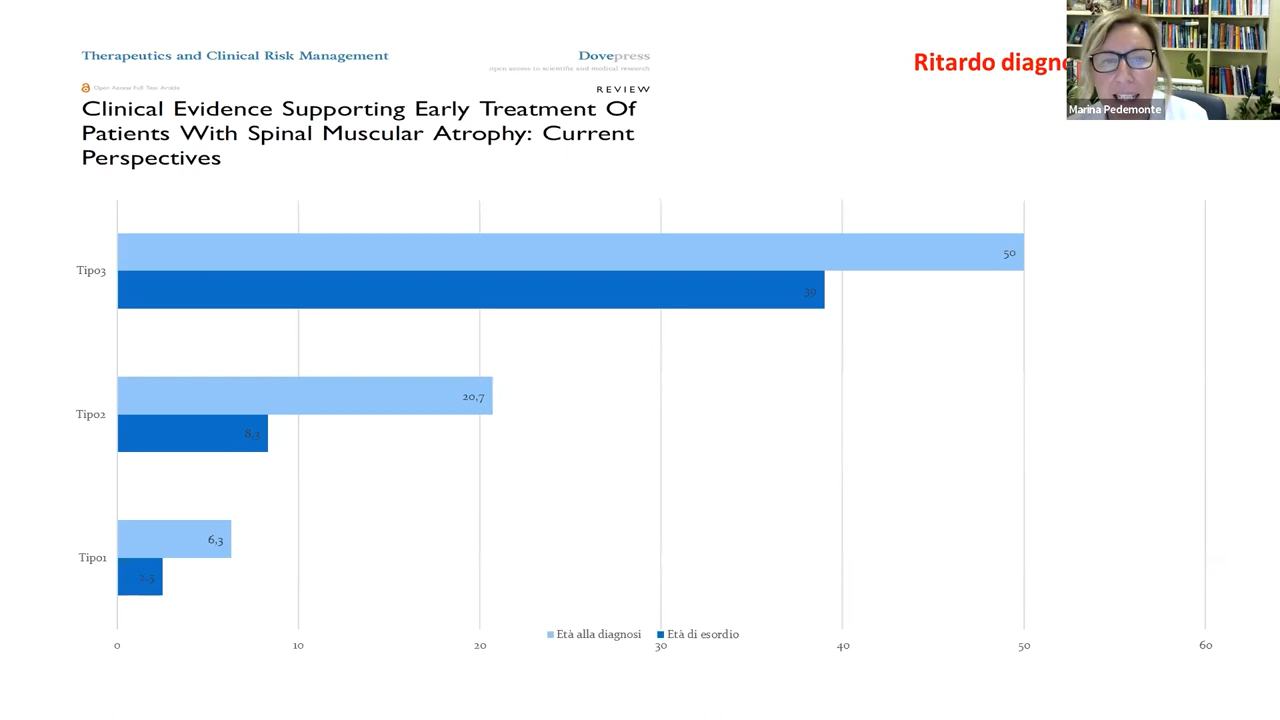 Therapeutics and Clinical Risk Management
Dovepress
open access to scientific and medical research
Ritardo
Marina Pedemonte
Open Access Full Text Article
REVIEW
Clinical Evidence Supporting Early Treatment Of
Patients With Spinal Muscular Atrophy: Current
Perspectives
Tipo3
50
39
Tipo2
20,7
8,3
Tipo1
6,3
2,5
Età alla diagnosi
Età di esordio
0 10 20 30 40 50 60